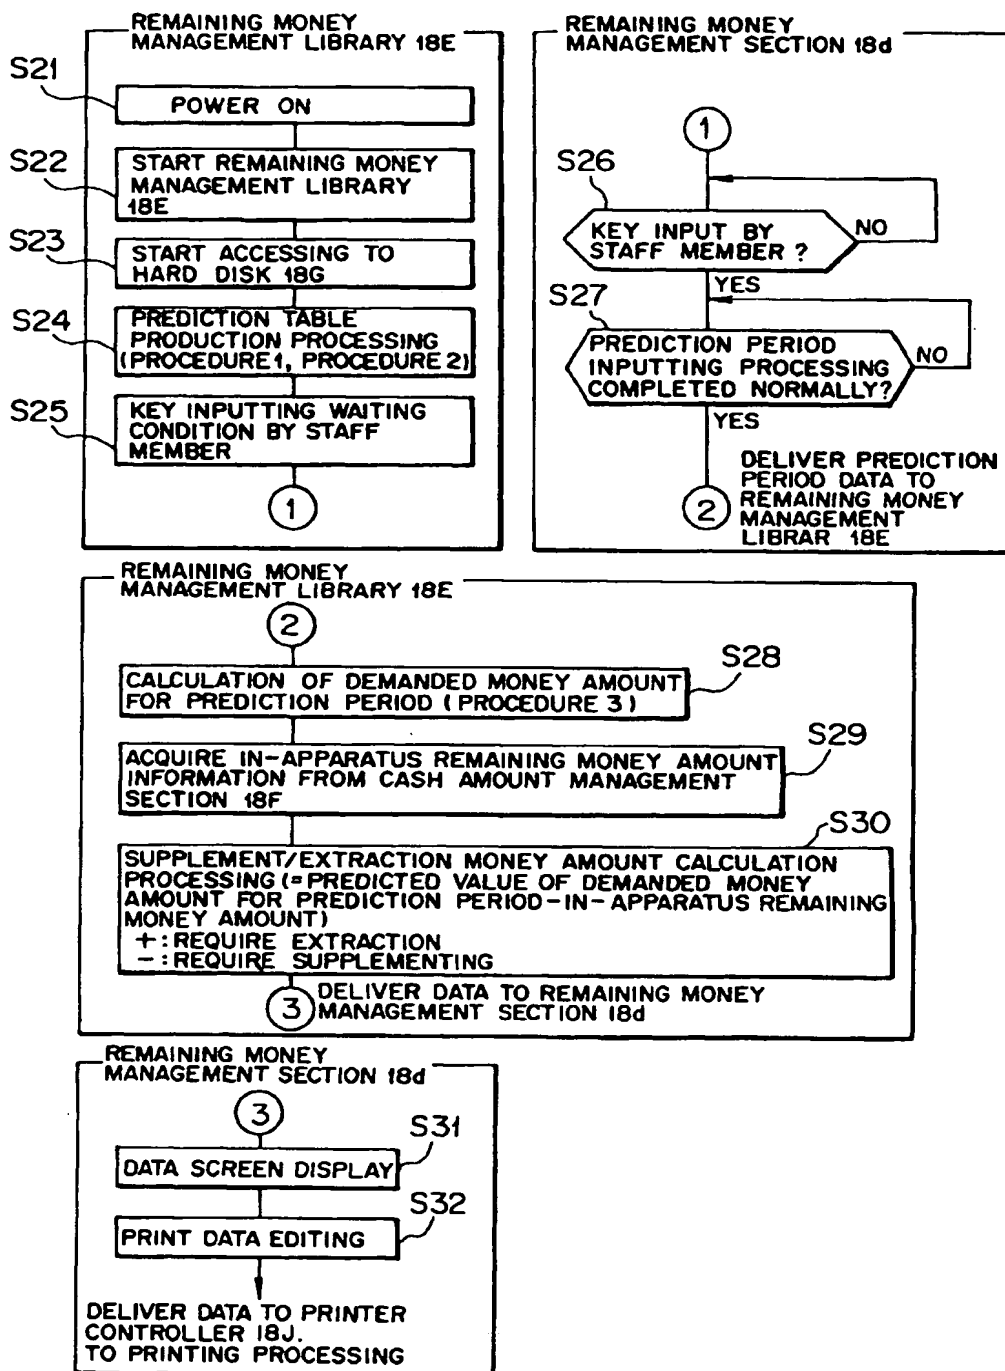 REMAINING MONEY
MANAGEMENT LIBRARY 18E
S21
POWER ON
S22
START REMAINING MONEY
MANAGEMENT LIBRARY
18E
S23
START ACCESSING TO
HARD DISK 18G
S24
PREDICTION TABLE
PRODUCTION PROCESSING
(PROCEDURE 1, PROCEDURE 2)
S25
KEY INPUTTING WAITING
CONDITION BY STAFF
MEMBER
1
REMAINING MONEY
MANAGEMENT SECTION 18d
1
S26
KEY INPUT BY
STAFF MEMBER ?
NO
YES
S27
PREDICTION PERIOD
INPUTTING PROCESSING
COMPLETED NORMALLY?
NO
YES
2
DELIVER PREDICTION
PERIOD DATA TO
REMAINING MONEY
MANAGEMENT
LIBRAR 18E
REMAINING MONEY
MANAGEMENT LIBRARY 18E
2
S28
CALCULATION OF DEMANDED MONEY AMOUNT
FOR PREDICTION PERIOD ( PROCEDURE 3)
S29
ACQUIRE IN-APPARATUS REMAINING MONEY AMOUNT
INFORMATION FROM CASH AMOUNT MANAGEMENT
SECTION 18F
S30
SUPPLEMENT/EXTRACTION MONEY AMOUNT CALCULATION
PROCESSING (=PREDICTED VALUE OF DEMANDED MONEY
AMOUNT FOR PREDICTION PERIOD-IN-APPARATUS REMAINING
MONEY AMOUNT)
+:REQUIRE EXTRACTION
-:REQUIRE SUPPLEMENTING
3
DELIVER DATA TO REMAINING MONEY
MANAGEMENT SECTION 18d
REMAINING MONEY
MANAGEMENT SECTION 18d
3
S31
DATA SCREEN DISPLAY
S32
PRINT DATA EDITING
DELIVER DATA TO PRINTER
CONTROLLER 18J.
TO PRINTING PROCESSING